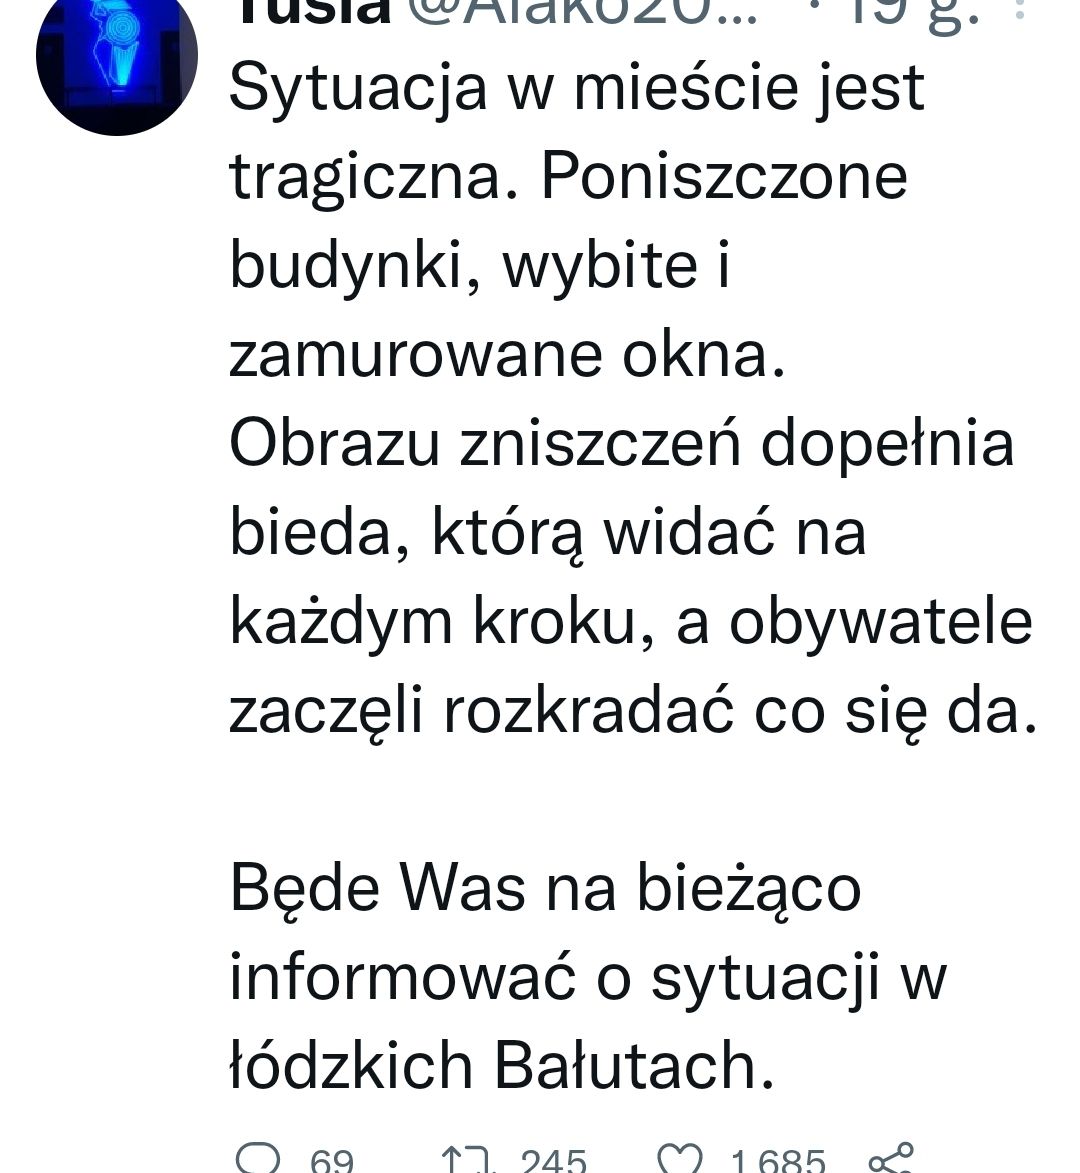 Tusia @Alako20... · 19 g.
Sytuacja w mieście jest
tragiczna. Poniszczone
budynki, wybite i
zamurowane okna.
Obrazu zniszczeń dopełnia
bieda, którą widać na
każdym kroku, a obywatele
zaczęli rozkradać co się da.
Będe Was na bieżąco
informować o sytuacji w
łódzkich Bałutach.
69 245 1 685